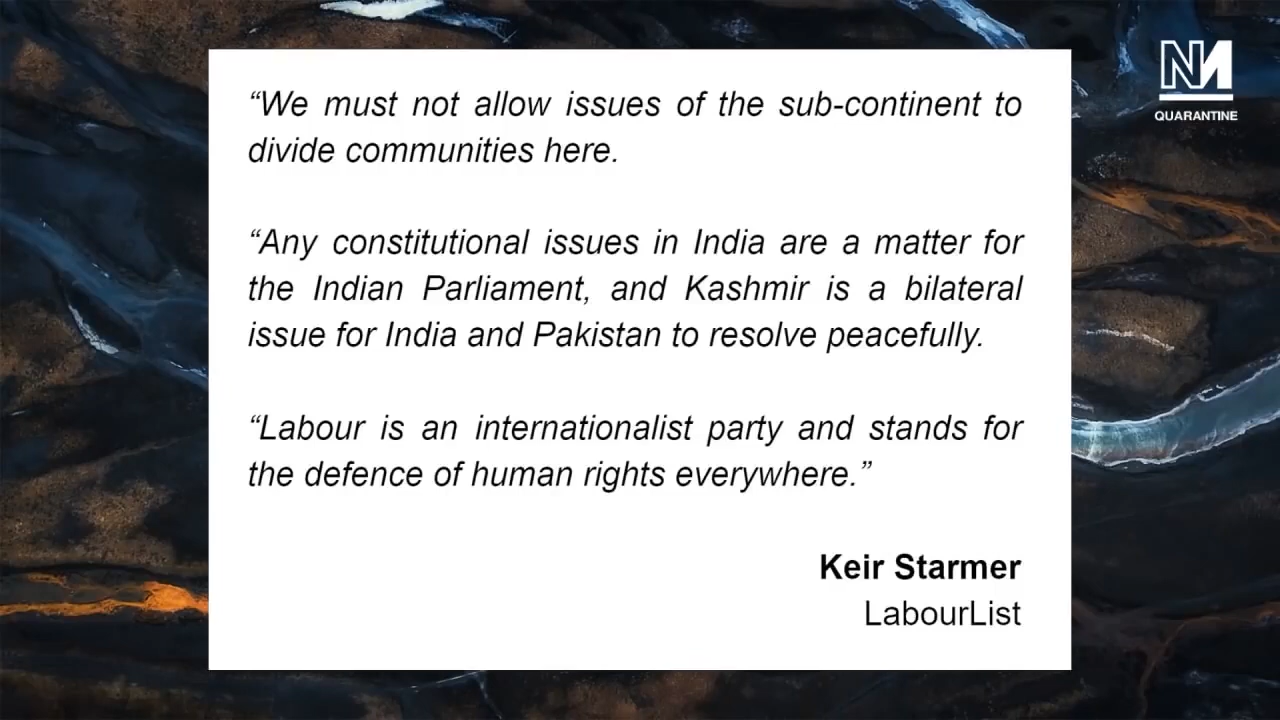 NM
QUARANTINE
“We must not allow issues of the sub-continent to
divide communities here.
“Any constitutional issues in India are a matter for
the Indian Parliament, and Kashmir is a bilateral
issue for India and Pakistan to resolve peacefully.
“Labour is an internationalist party and stands for
the defence of human rights everywhere.”
Keir Starmer
LabourList